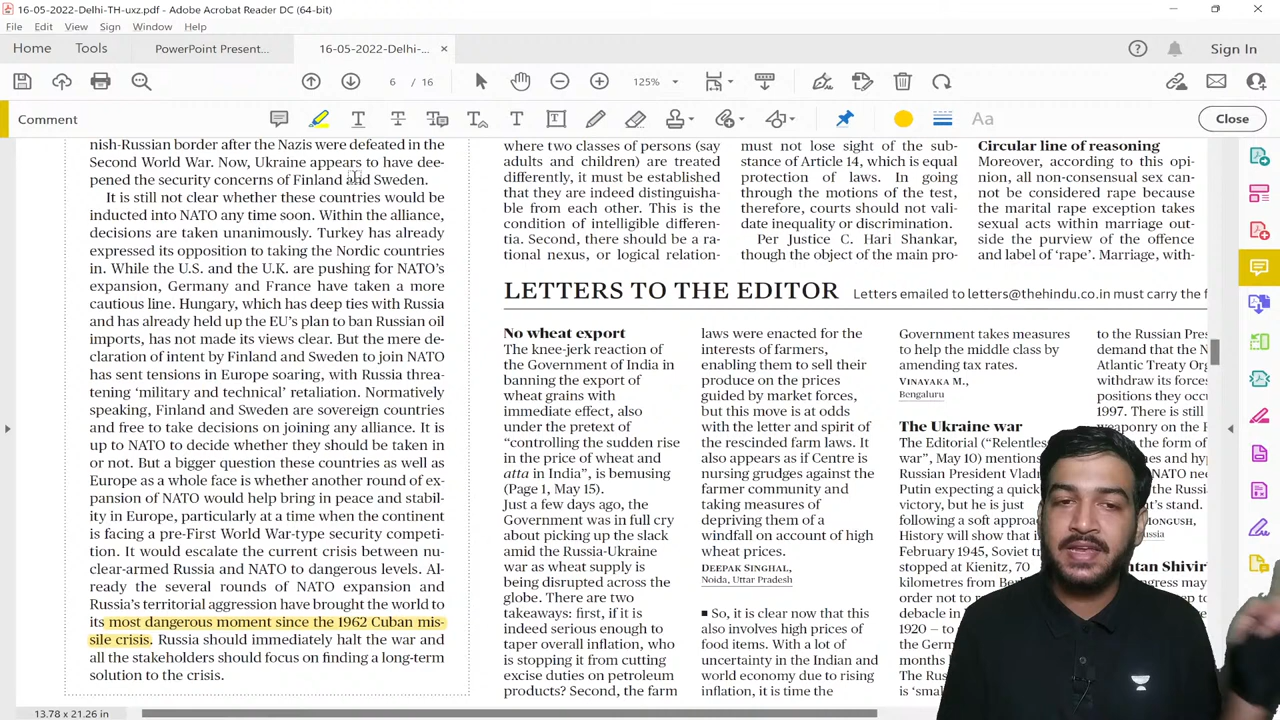 16-05-2022-Delhi-TH-uxz.pdf - Adobe Acrobat Reader DC (64-bit)
File Edit View Sign Window Help
Home Tools PowerPoint Present... 16-05-2022-Delhi-... × Sign In
6 / 16 125%
Comment Aa Close
nish-Russian border after the Nazis were defeated in the
Second World War. Now, Ukraine appears to have dee-
pened the security concerns of Finland and Sweden.
It is still not clear whether these countries would be
inducted into NATO any time soon. Within the alliance,
decisions are taken unanimously. Turkey has already
expressed its opposition to taking the Nordic countries
in. While the U.S. and the U.K. are pushing for NATO's
expansion, Germany and France have taken a more
cautious line. Hungary, which has deep ties with Russia
and has already held up the EU's plan to ban Russian oil
imports, has not made its views clear. But the mere de-
claration of intent by Finland and Sweden to join NATO
has sent tensions in Europe soaring, with Russia threa-
tening 'military and technical' retaliation. Normatively
speaking, Finland and Sweden are sovereign countries
and free to take decisions on joining any alliance. It is
up to NATO to decide whether they should be taken in
or not. But a bigger question these countries as well as
Europe as a whole face is whether another round of ex-
pansion of NATO would help bring in peace and stabil-
ity in Europe, particularly at a time when the continent
is facing a pre-First World War-type security competi-
tion. It would escalate the current crisis between nu-
clear-armed Russia and NATO to dangerous levels. Al-
ready the several rounds of NATO expansion and
Russia's territorial aggression have brought the world to
its most dangerous moment since the 1962 Cuban mis-
sile crisis. Russia should immediately halt the war and
all the stakeholders should focus on finding a long-term
solution to the crisis.
where two classes of persons (say
adults and children) are treated
differently, it must be established
that they are indeed distinguisha-
ble from each other. This is the
condition of intelligible differen-
tia. Second, there should be a ra-
tional nexus, or logical relation-
must not lose sight of the sub-
stance of Article 14, which is equal
protection of laws. In going
through the motions of the test,
therefore, courts should not vali-
date inequality or discrimination.
Per Justice C. Hari Shankar,
though the object of the main pro-
Circular line of reasoning
Moreover, according to this opi-
nion, all non-consensual sex can-
not be considered rape because
the marital rape exception takes
sexual acts within marriage out-
side the purview of the offence
and label of 'rape'. Marriage, with-
LETTERS TO THE EDITOR Letters emailed to letters@thehindu.co.in must carry the
No wheat export
The knee-jerk reaction of
the Government of India in
banning the export of
wheat grains with
immediate effect, also
under the pretext of
"controlling the sudden rise
in the price of wheat and
atta in India", is bemusing
(Page 1, May 15).
Just a few days ago, the
Government was in full cry
about picking up the slack
amid the Russia-Ukraine
war as wheat supply is
being disrupted across the
globe. There are two
takeaways: first, if it is
indeed serious enough to
taper overall inflation, who
is stopping it from cutting
excise duties on petroleum
products? Second, the farm
laws were enacted for the
interests of farmers,
enabling them to sell their
produce on the prices
guided by market forces,
but this move is at odds
with the letter and spirit of
the rescinded farm laws. It
also appears as if Centre is
nursing grudges against the
farmer community and
taking measures of
depriving them of a
windfall on account of high
wheat prices.
DEEPAK SINGHAL,
Noida, Uttar Pradesh
■ So, it is clear now that this
also involves high prices of
food items. With a lot of
uncertainty in the Indian and
world economy due to rising
inflation, it is time the
Government takes measures
to help the middle class by
amending tax rates.
VINAYAKA M.,
Bengaluru
The Ukraine war
The Editorial ("Relentless
war", May 10) mentions
Russian President Vlad
Putin expecting a quick
victory, but he is just
following a soft approa
History will show that i
February 1945, Soviet t
stopped at Kienitz, 70
kilometres from Ber
order not to
debacle in
1920 – to
the Germ
months
The Rus
is 'smal
to the Russian Pres
demand that the N
Atlantic Treaty Or
withdraw its forces
positions they occu
1997. There is still
weaponry on the
the form of
es and hyp
NATO need
the Russia
t's stand.
ONGUSH,
ssia
ntan Shivir
ngress may
13.78 x 21.26 in